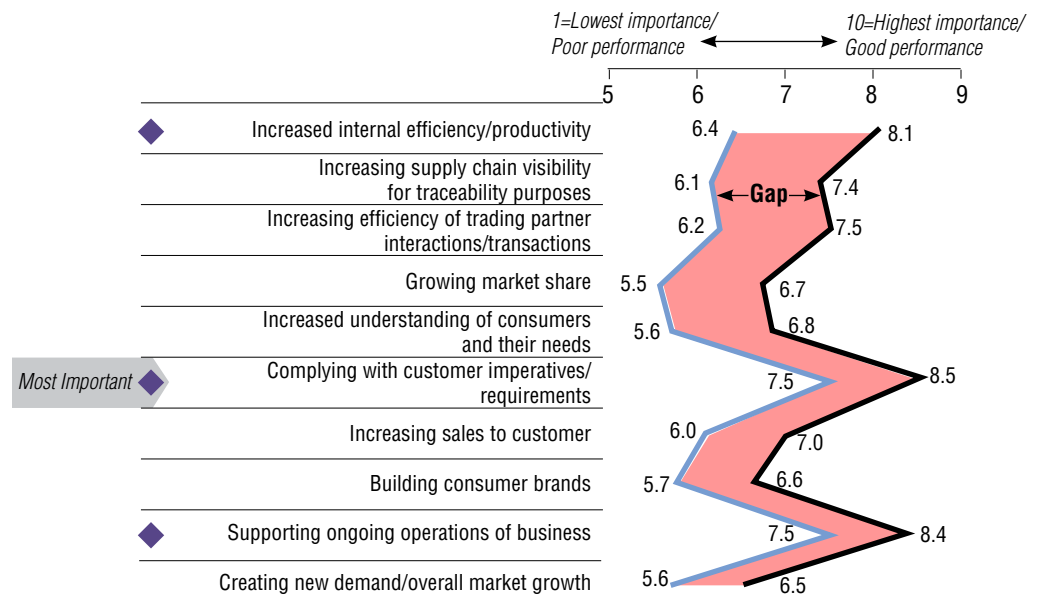 1=Lowest importance/
Poor performance
10=Highest importance/
Good performance
5 6 7 8 9
Increased internal efficiency/productivity 6.4 8.1
Increasing supply chain visibility
for traceability purposes 6.1 Gap 7.4
Increasing efficiency of trading partner
interactions/transactions 6.2 7.5
Growing market share 5.5 6.7
Increased understanding of consumers
and their needs 5.6 6.8
Most Important
Complying with customer imperatives/
requirements 7.5 8.5
Increasing sales to customer 6.0 7.0
Building consumer brands 5.7 6.6
Supporting ongoing operations of business 7.5 8.4
Creating new demand/overall market growth 5.6 6.5